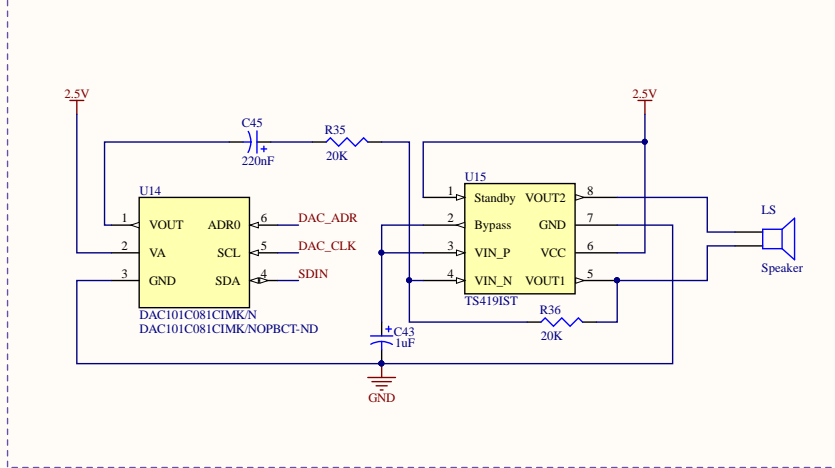 2.5V
2.5V
C45
+
220nF
R35
20K
U14
1 VOUT ADR0 6 DAC_ADR
2 VA SCL 5 DAC_CLK
3 GND SDA 4 SDIN
DAC101C081CIMK/N
DAC101C081CIMK/NOPBCT-ND
U15
1 Standby VOUT2 8
2 Bypass GND 7
3 VIN_P VCC 6
4 VIN_N VOUT1 5
TS419IST
LS
Speaker
R36
20K
+
C43
1uF
GND